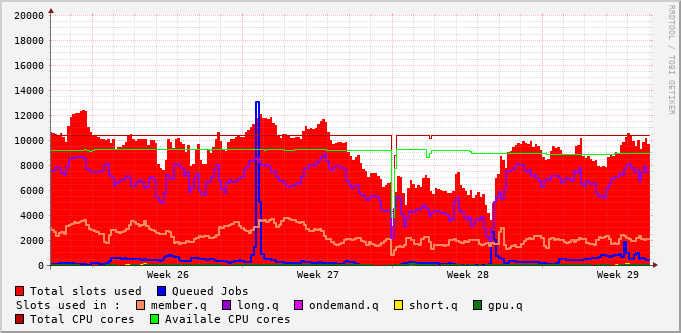 RRDTOOL / TOBI OETIKER
20000
18000
16000
14000
12000
10000
8000
6000
4000
2000
0
Week 26 Week 27 Week 28 Week 29
Total slots used Queued Jobs
Slots used in : member.q long.q ondemand.q short.q gpu.q
Total CPU cores Availale CPU cores